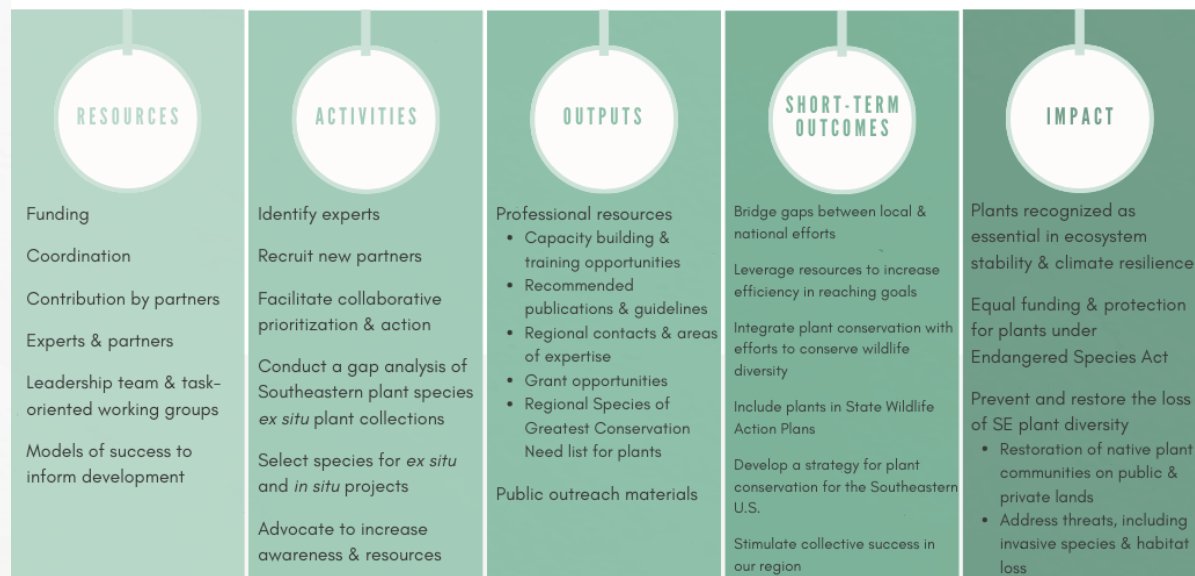 RESOURCES
Funding
Coordination
Contribution by partners
Experts & partners
Leadership team & task-
oriented working groups
Models of success to
inform development
ACTIVITIES
Identify experts
Recruit new partners
Facilitate collaborative
prioritization & action
Conduct a gap analysis of
Southeastern plant species
ex situ plant collections
Select species for ex situ
and in situ projects
Advocate to increase
awareness & resources
OUTPUTS
Professional resources
• Capacity building &
training opportunities
• Recommended
publications & guidelines
• Regional contacts & areas
of expertise
• Grant opportunities
• Regional Species of
Greatest Conservation
Need list for plants
Public outreach materials
SHORT-TERM
OUTCOMES
Bridge gaps between local &
national efforts
Leverage resources to increase
efficiency in reaching goals
Integrate plant conservation with
efforts to conserve wildlife
diversity
Include plants in State Wildlife
Action Plans
Develop a strategy for plant
conservation for the Southeastern
U.S.
Stimulate collective success in
our region
IMPACT
Plants recognized as
essential in ecosystem
stability & climate resilience
Equal funding & protection
for plants under
Endangered Species Act
Prevent and restore the loss
of SE plant diversity
• Restoration of native plant
communities on public &
private lands
• Address threats, including
invasive species & habitat
loss